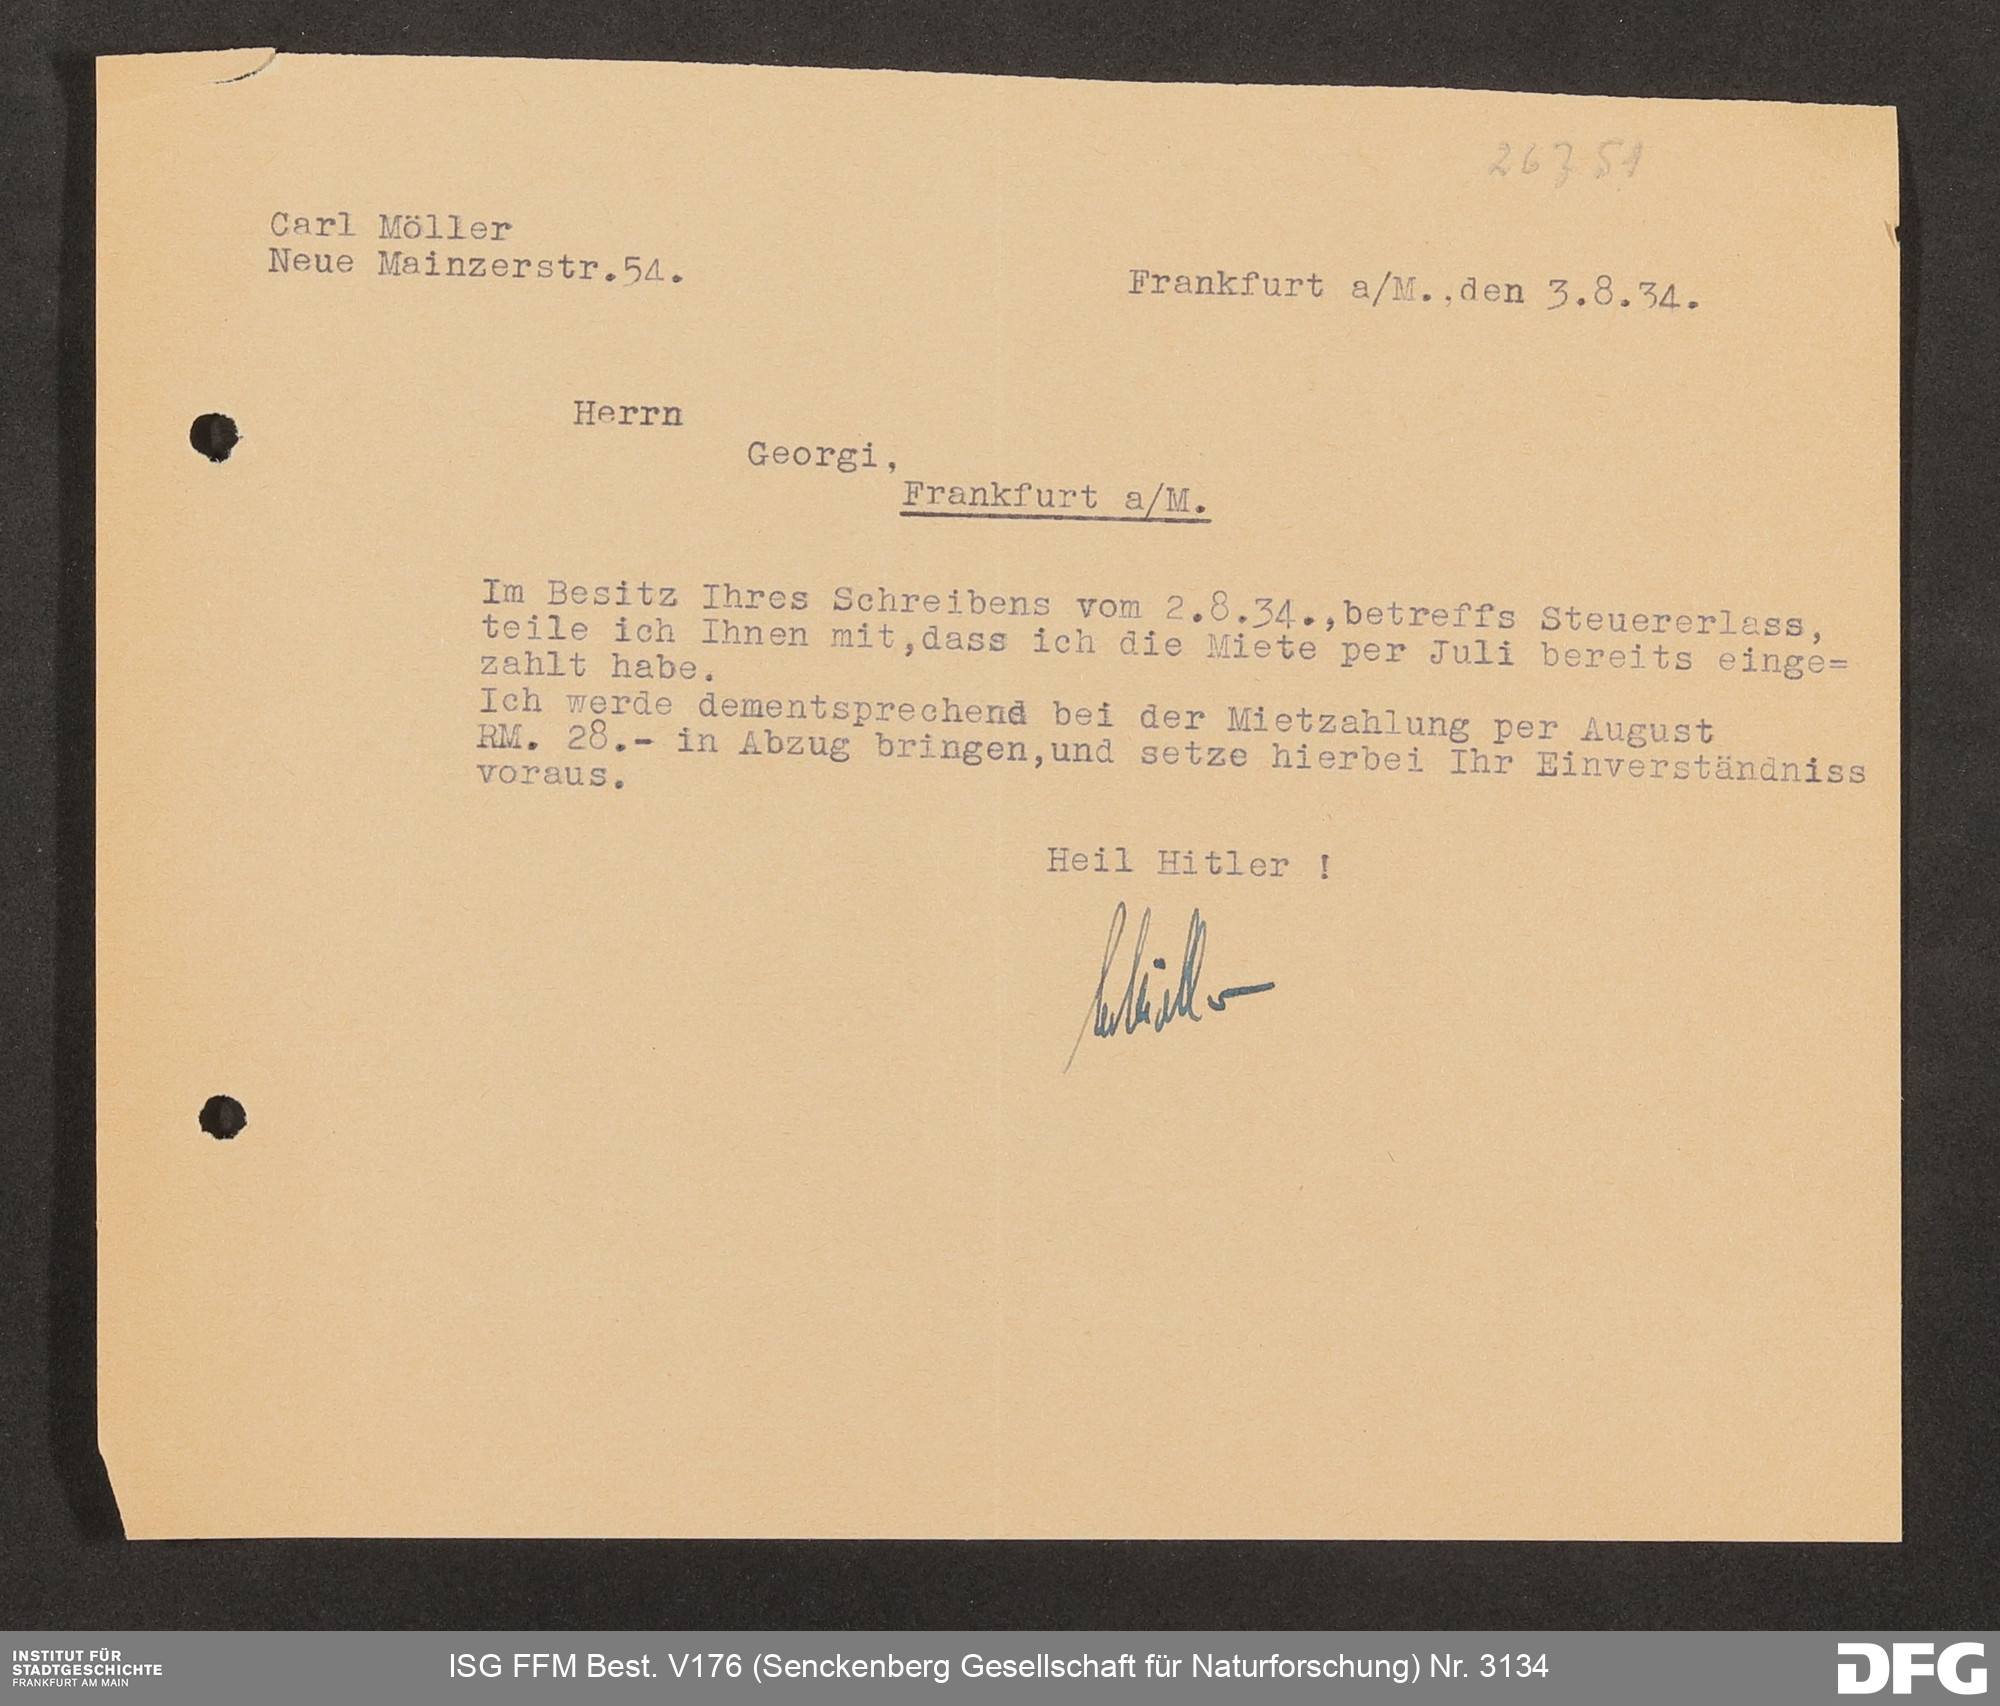 26351
Carl Möller
Neue Mainzerstr.54.
Frankfurt a/M.,den 3.8.34.
Herrn
Georgi,
Frankfurt a/M.
Im Besitz Ihres Schreibens vom 2.8.34.,betreffs Steuererlass,
teile ich Ihnen mit,dass ich die Miete per Juli bereits einge=
zahlt habe.
Ich werde dementsprechend bei der Mietzahlung per August
RM. 28.- in Abzug bringen,und setze hierbei Ihr Einverständniss
voraus.
Heil Hitler !
INSTITUT FÜR
STADTGESCHICHTE
FRANKFURT AM MAIN
ISG FFM Best. V176 (Senckenberg Gesellschaft für Naturforschung) Nr. 3134
DFG